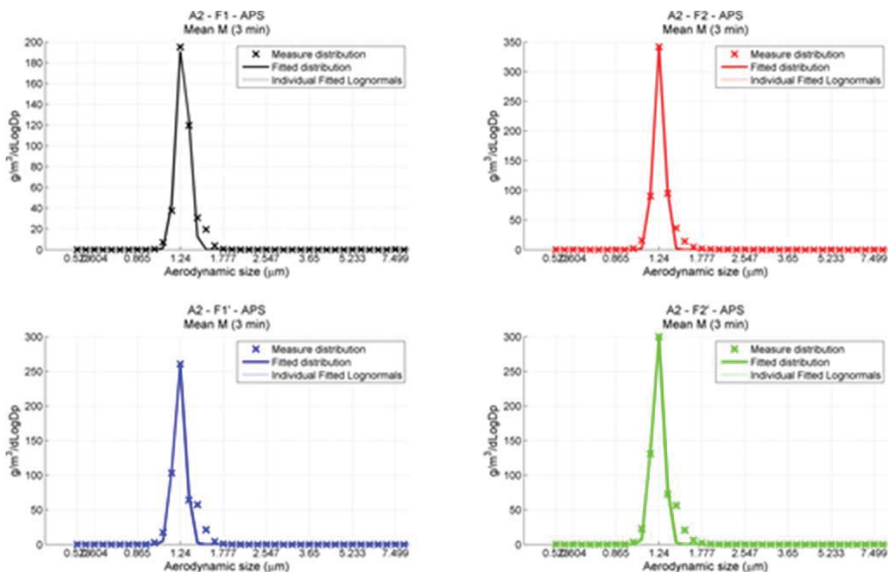 A2 - F1 - APS
Mean M (3 min)
g/m³/dLogDp
200
180
160
140
120
100
80
60
40
20
0
Measure distribution
Fitted distribution
Individual Fitted Lognormals
0.865 1.24 1.777 2.547 3.65 5.233 7.499
Aerodynamic size (μm)
A2 - F2 - APS
Mean M (3 min)
g/m³/dLogDp
350
300
250
200
150
100
50
0
Measure distribution
Fitted distribution
Individual Fitted Lognormals
0.865 1.24 1.777 2.547 3.65 5.233 7.499
Aerodynamic size (μm)
A2 - F1' - APS
Mean M (3 min)
g/m³/dLogDp
300
250
200
150
100
50
0
Measure distribution
Fitted distribution
Individual Fitted Lognormals
0.865 1.24 1.777 2.547 3.65 5.233 7.499
Aerodynamic size (μm)
A2 - F2' - APS
Mean M (3 min)
g/m³/dLogDp
300
250
200
150
100
50
0
Measure distribution
Fitted distribution
Individual Fitted Lognormals
0.865 1.24 1.777 2.547 3.65 5.233 7.499
Aerodynamic size (μm)